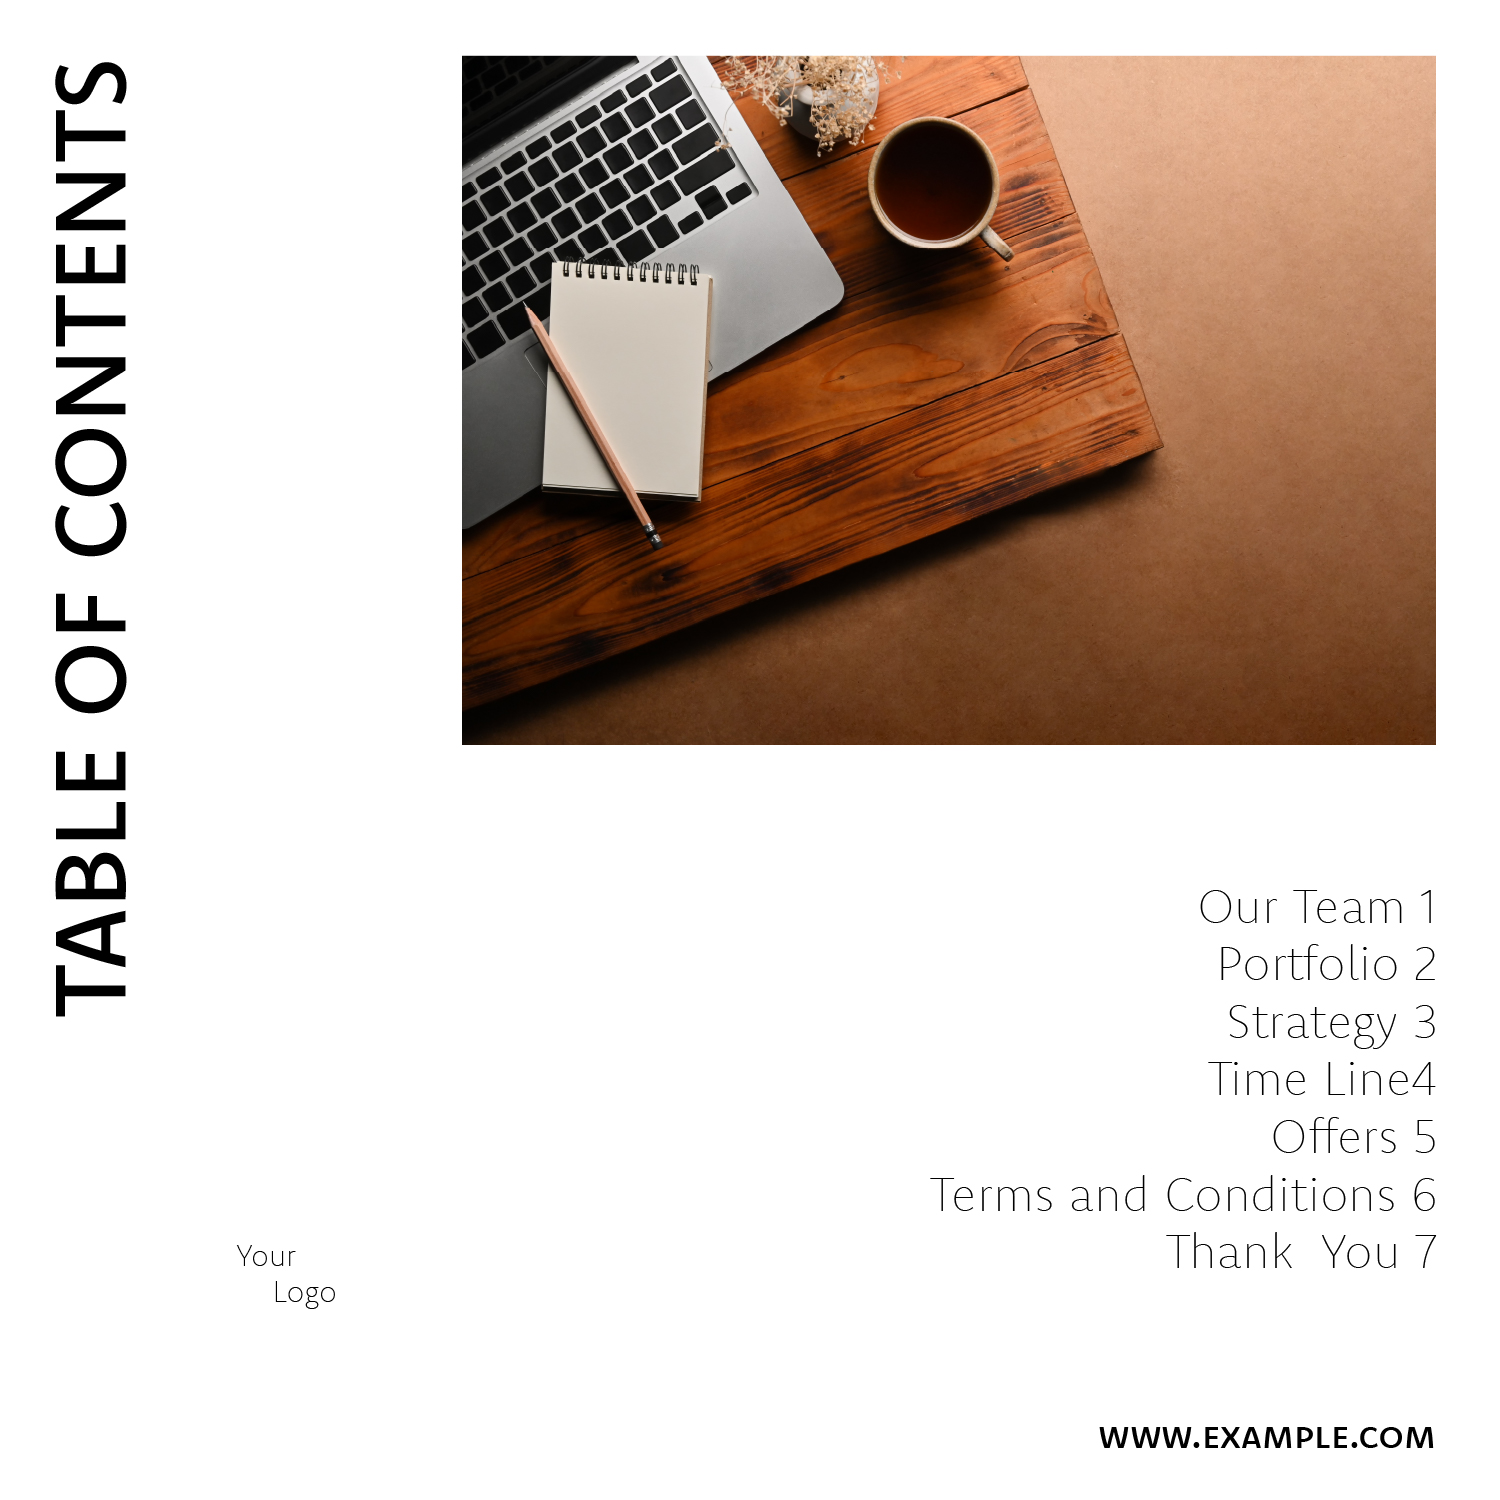 TABLE OF CONTENTS
Our Team 1
Portfolio 2
Strategy 3
Time Line4
Offers 5
Terms and Conditions 6
Thank  You 7
Your
Logo
WWW.EXAMPLE.COM